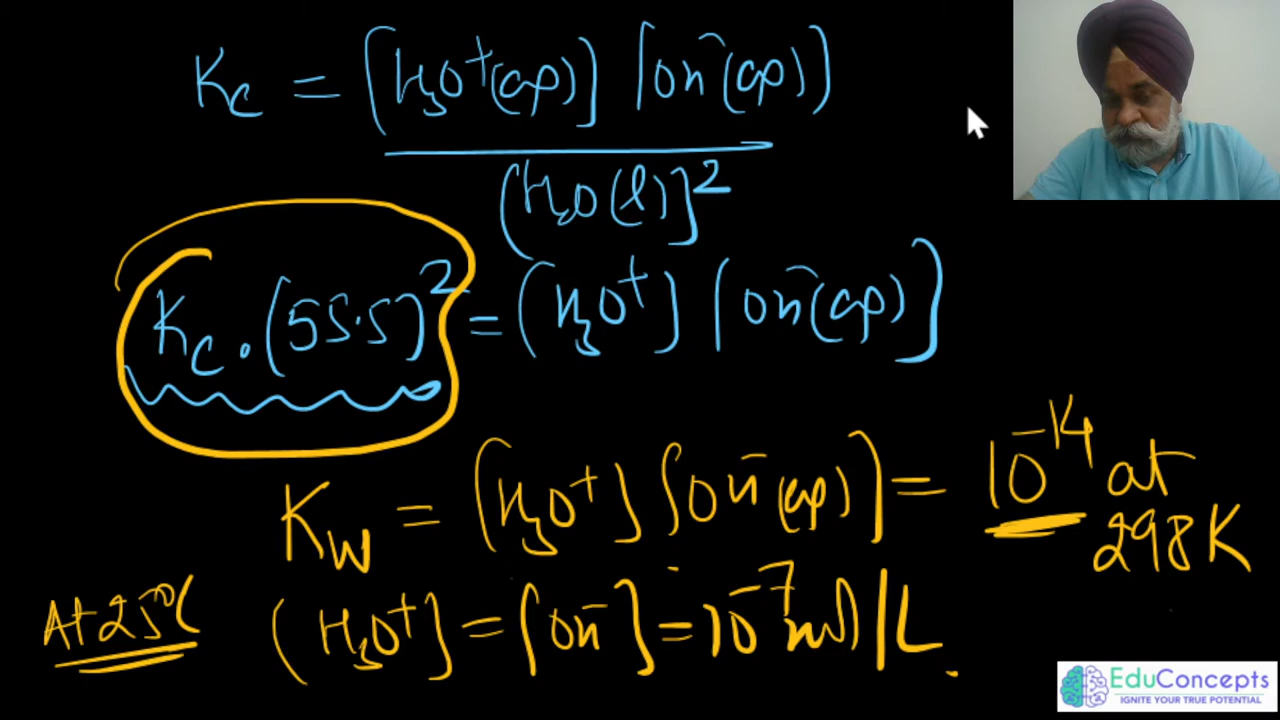 Kc = [H₃O⁺(aq)] [OH⁻(aq)]
[H₂O(l)]²
Kc·(55.5)² = [H₃O⁺] [OH⁻(aq)]
Kw = [H₃O⁺] [OH⁻(aq)] = 10⁻¹⁴ at
298K
At 25°C [H₃O⁺] = [OH⁻] = 10⁻⁷ mol/L.
EduConcepts
IGNITE YOUR TRUE POTENTIAL